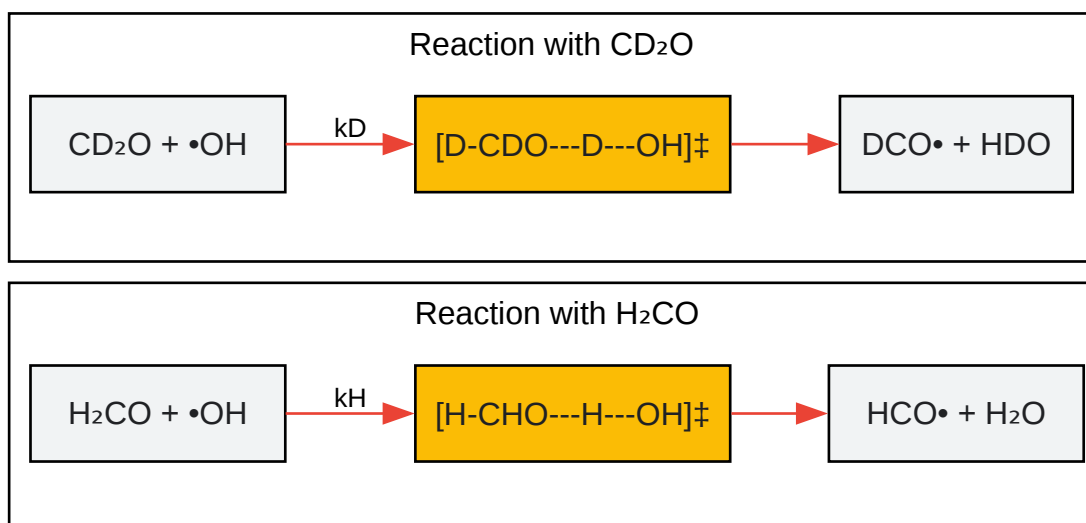 Reaction with CD₂O
CD₂O + •OH
kD
[D-CDO---D---OH]‡
DCO• + HDO
Reaction with H₂CO
H₂CO + •OH
kH
[H-CHO---H---OH]‡
HCO• + H₂O